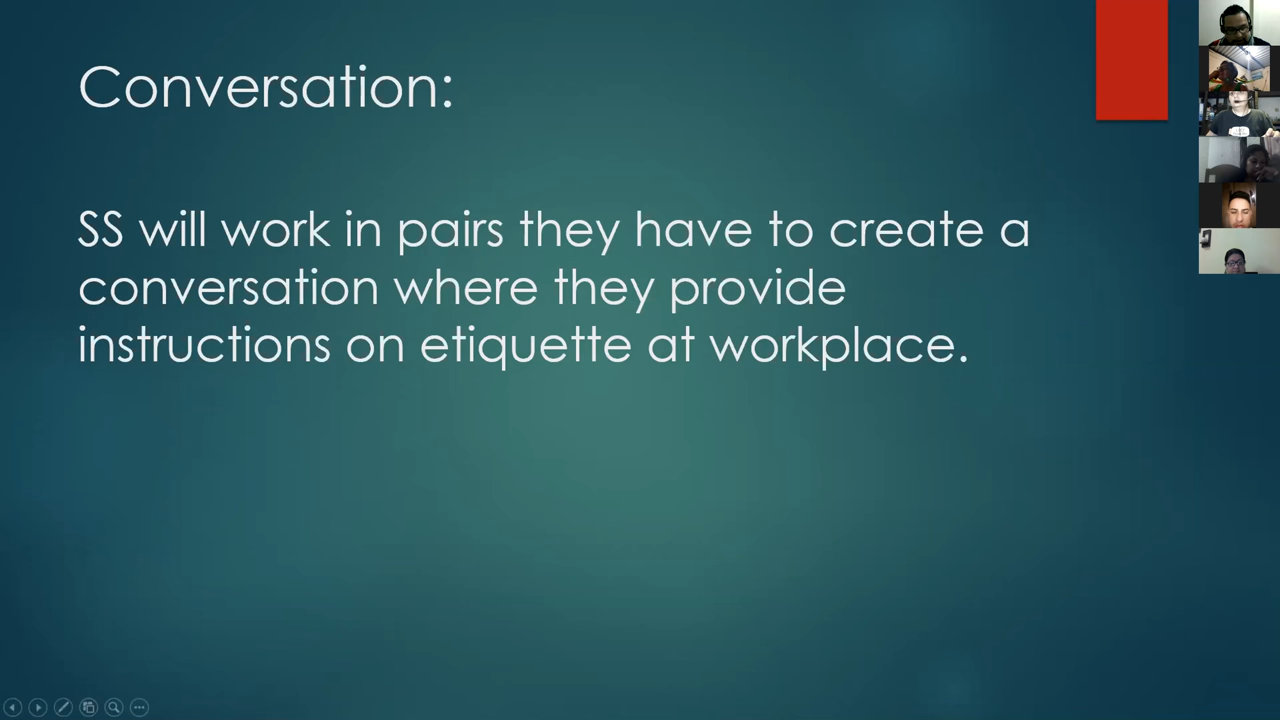 Conversation:
SS will work in pairs they have to create a
conversation where they provide
instructions on etiquette at workplace.